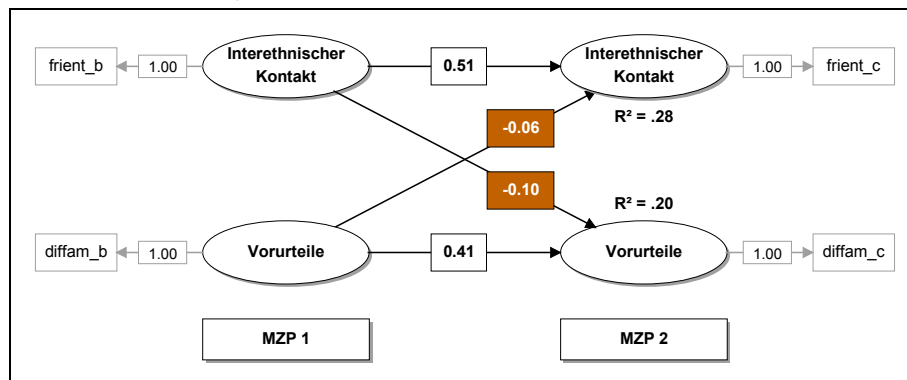 Interethnischer
Kontakt
0.51
Interethnischer
Kontakt
frient_b
1.00
1.00
frient_c
R² = .28
-0.06
-0.10
R² = .20
diffam_b
1.00
Vorurteile
0.41
Vorurteile
1.00
diffam_c
MZP 1
MZP 2